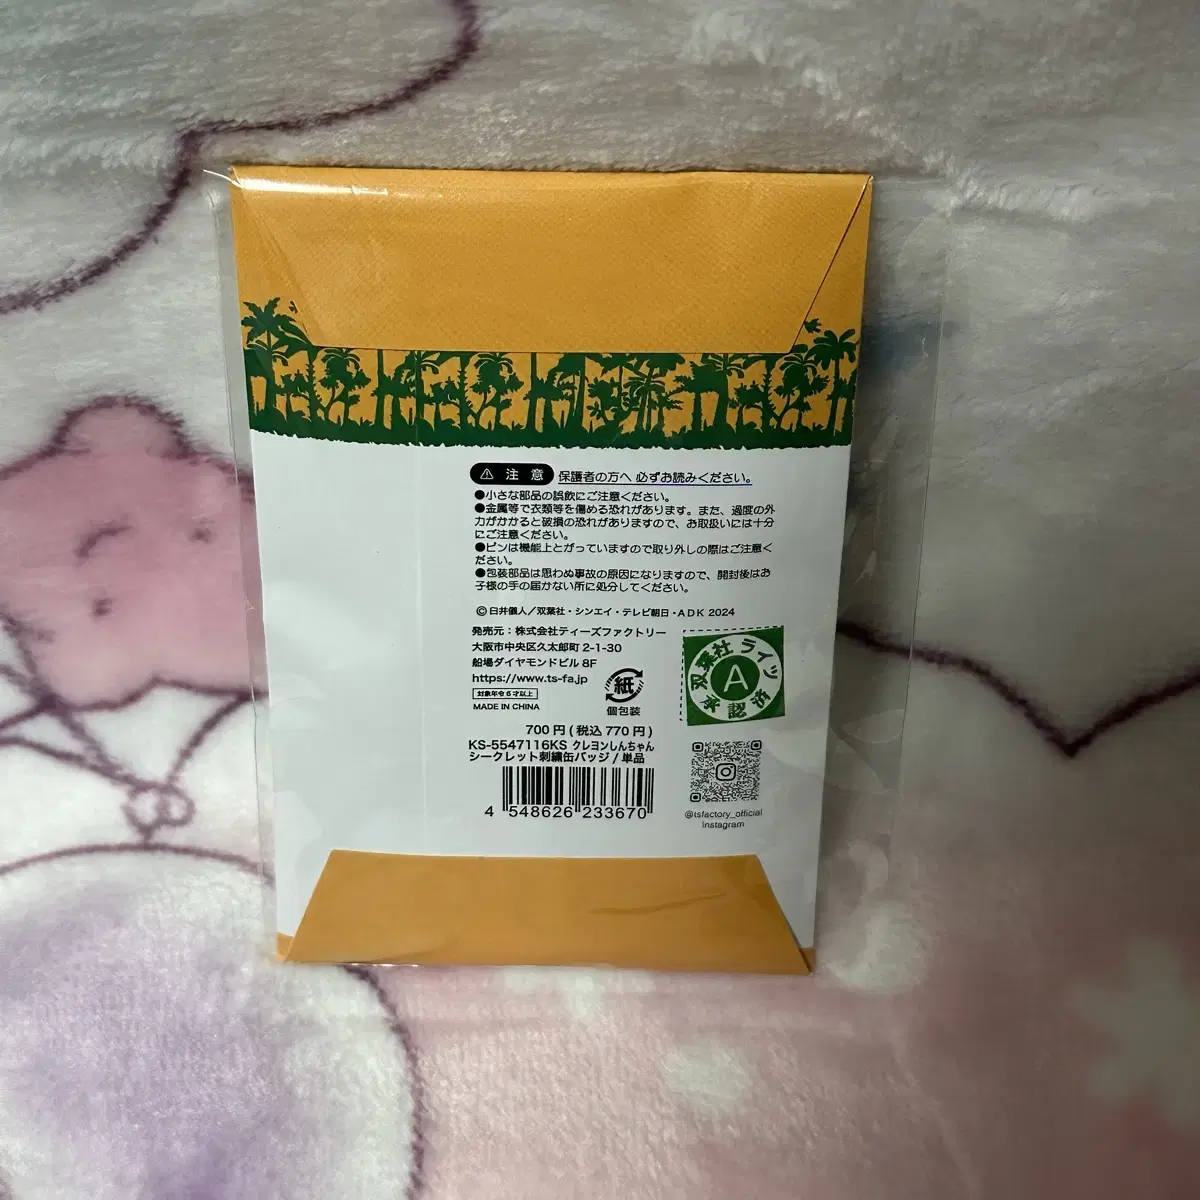 ⚠ 注意 保護者の方へ 必ずお読みください。
●小さな部品の誤飲にご注意ください。
●金属等で衣類等を傷める恐れがあります。また、過度の外
力がかかると破損の恐れがありますので、お取扱いには十分
にご注意ください。
●ピンは機能上とがっていますので取り外しの際はご注意く
ださい。
●包装部品は思わぬ事故の原因になりますので、開封後はお
子様の手の届かない所に処分してください。
©臼井儀人／双葉社・シンエイ・テレビ朝日・ADK 2024
発売元：株式会社ティーズファクトリー
大阪市中央区久太郎町 2-1-30
船場ダイヤモンドビル 8F
https://www.ts-fa.jp
対象年令6才以上
MADE IN CHINA
紙
個包装
双葉社 ライツ
A
承認済
700円(税込770円)
KS-5547116KS クレヨンしんちゃん
シークレット刺繍缶バッジ / 単品
4 548626 233670
@tsfactory_official
Instagram